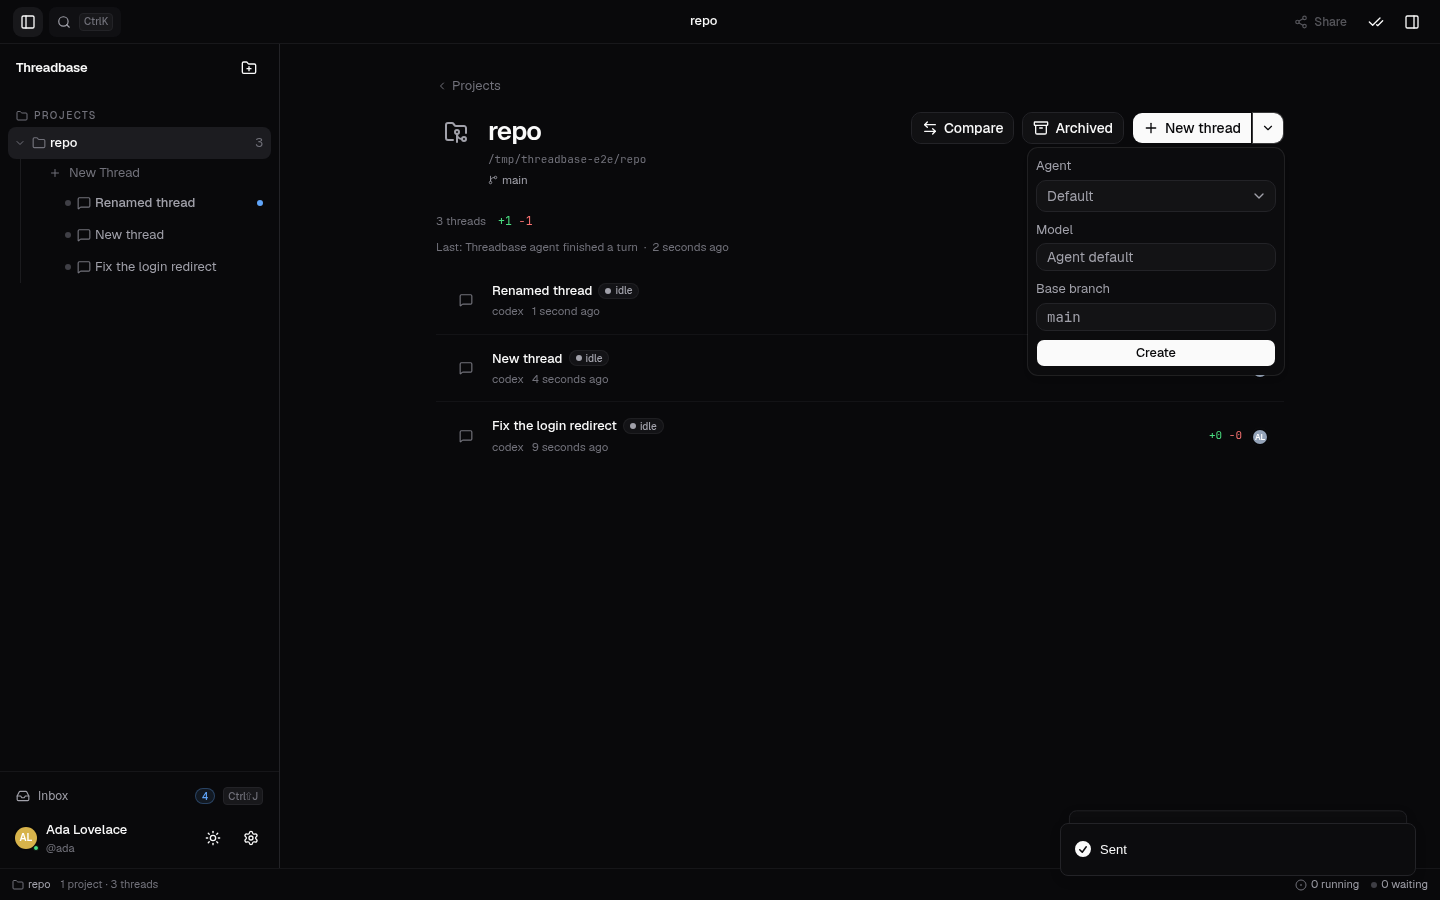 CtrlK
repo
Share
Threadbase
PROJECTS
repo 3
New Thread
Renamed thread
New thread
Fix the login redirect
Inbox 4 Ctrl⇧J
AL Ada Lovelace
@ada
Projects
repo
/tmp/threadbase-e2e/repo
main
Compare Archived New thread
3 threads +1 -1
Last: Threadbase agent finished a turn · 2 seconds ago
Renamed thread idle
codex 1 second ago
New thread idle
codex 4 seconds ago
Fix the login redirect idle
codex 9 seconds ago
+0 -0 AL
Agent
Default
Model
Agent default
Base branch
main
Create
Sent
repo 1 project · 3 threads
0 running 0 waiting